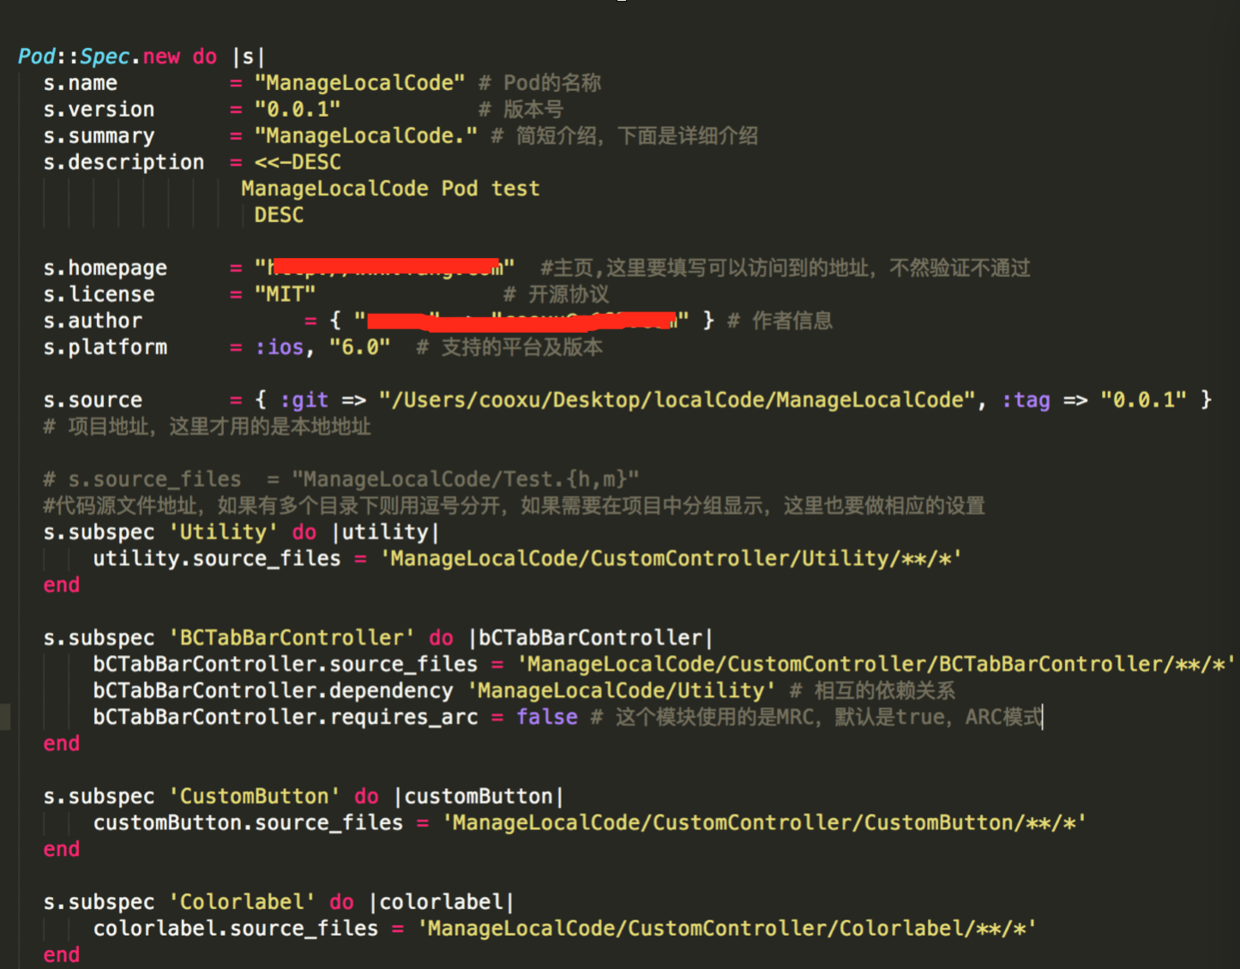 Pod::Spec.new do |s|
s.name = "ManageLocalCode" # Pod的名称
s.version = "0.0.1" # 版本号
s.summary = "ManageLocalCode." # 简短介绍，下面是详细介绍
s.description = <<-DESC
ManageLocalCode Pod test
DESC
s.homepage = " " #主页,这里要填写可以访问到的地址，不然验证不通过
s.license = "MIT" # 开源协议
s.author = { " " } # 作者信息
s.platform = :ios, "6.0" # 支持的平台及版本
s.source = { :git => "/Users/cooxu/Desktop/localCode/ManageLocalCode", :tag => "0.0.1" }
# 项目地址，这里才用的是本地地址
# s.source_files = "ManageLocalCode/Test.{h,m}"
#代码源文件地址，如果有多个目录下则用逗号分开，如果需要在项目中分组显示，这里也要做相应的设置
s.subspec 'Utility' do |utility|
utility.source_files = 'ManageLocalCode/CustomController/Utility/**/*'
end
s.subspec 'BCTabBarController' do |bCTabBarController|
bCTabBarController.source_files = 'ManageLocalCode/CustomController/BCTabBarController/**/*'
bCTabBarController.dependency 'ManageLocalCode/Utility' # 相互的依赖关系
bCTabBarController.requires_arc = false # 这个模块使用的是MRC，默认是true，ARC模式
end
s.subspec 'CustomButton' do |customButton|
customButton.source_files = 'ManageLocalCode/CustomController/CustomButton/**/*'
end
s.subspec 'Colorlabel' do |colorlabel|
colorlabel.source_files = 'ManageLocalCode/CustomController/Colorlabel/**/*'
end